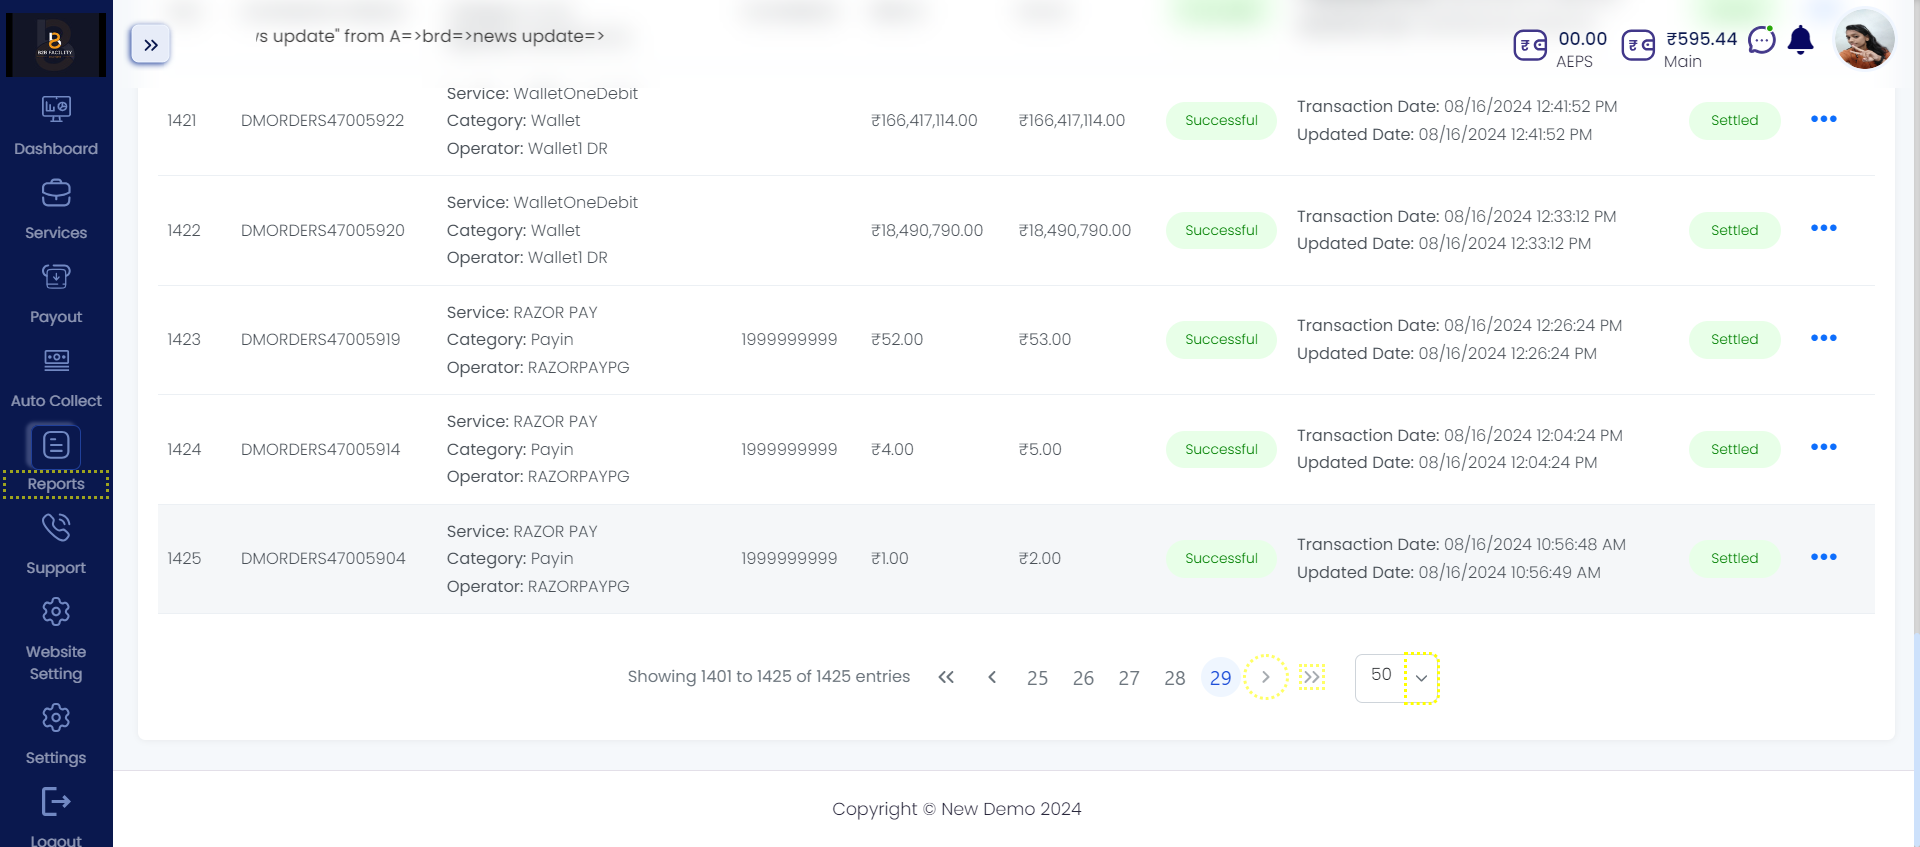 B2B FACILITY
vs update" from A=>brd=>news update=>
00.00
AEPS
₹595.44
Main
Dashboard
Services
Payout
Auto Collect
Reports
Support
Website
Setting
Settings
Logout
1421 DMORDERS47005922 Service: WalletOneDebit Category: Wallet Operator: Wallet1 DR ₹166,417,114.00 ₹166,417,114.00 Successful Transaction Date: 08/16/2024 12:41:52 PM Updated Date: 08/16/2024 12:41:52 PM Settled
1422 DMORDERS47005920 Service: WalletOneDebit Category: Wallet Operator: Wallet1 DR ₹18,490,790.00 ₹18,490,790.00 Successful Transaction Date: 08/16/2024 12:33:12 PM Updated Date: 08/16/2024 12:33:12 PM Settled
1423 DMORDERS47005919 Service: RAZOR PAY Category: Payin Operator: RAZORPAYPG 1999999999 ₹52.00 ₹53.00 Successful Transaction Date: 08/16/2024 12:26:24 PM Updated Date: 08/16/2024 12:26:24 PM Settled
1424 DMORDERS47005914 Service: RAZOR PAY Category: Payin Operator: RAZORPAYPG 1999999999 ₹4.00 ₹5.00 Successful Transaction Date: 08/16/2024 12:04:24 PM Updated Date: 08/16/2024 12:04:24 PM Settled
1425 DMORDERS47005904 Service: RAZOR PAY Category: Payin Operator: RAZORPAYPG 1999999999 ₹1.00 ₹2.00 Successful Transaction Date: 08/16/2024 10:56:48 AM Updated Date: 08/16/2024 10:56:49 AM Settled
Showing 1401 to 1425 of 1425 entries 25 26 27 28 29 50
Copyright © New Demo 2024